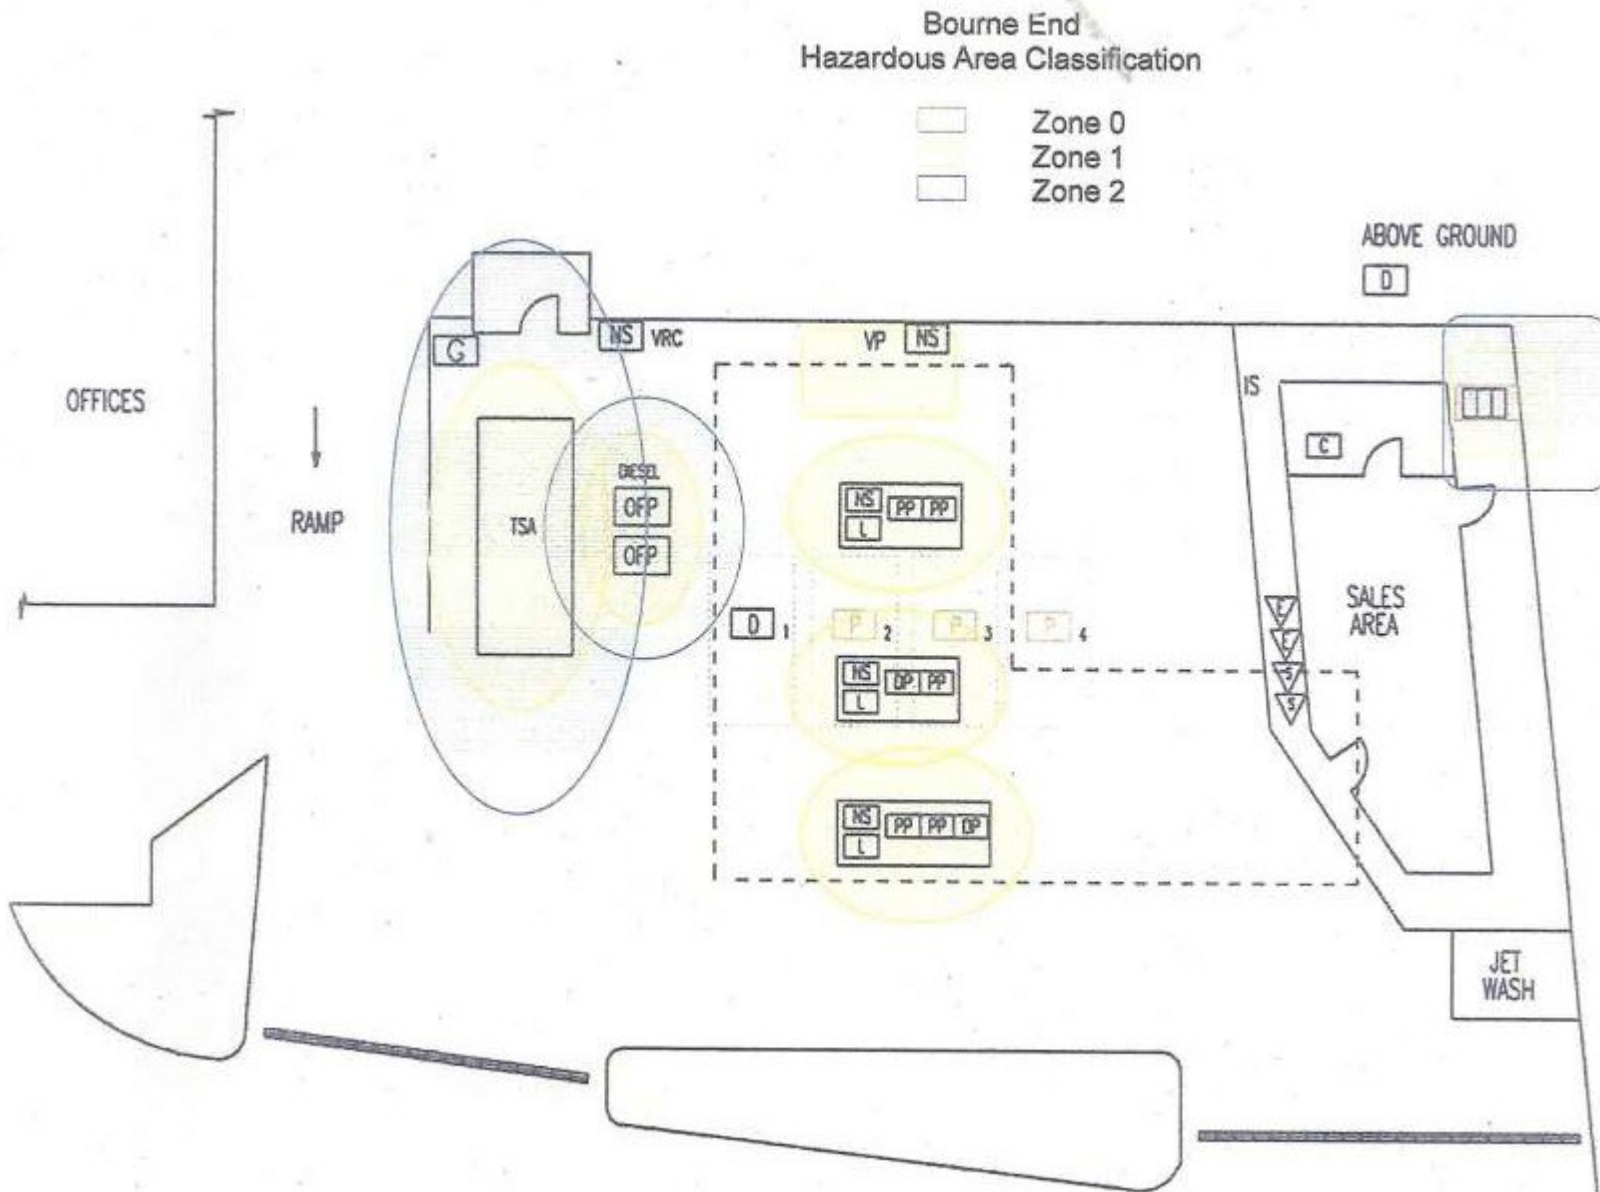 Bourne End
Hazardous Area Classification
Zone 0
Zone 1
Zone 2
ABOVE GROUND
D
G
NS VRC
VP NS
OFFICES
IS
C
DIESEL
OFP
OFP
TSA
RAMP
NS PP PP
L
D 1
P 2
P 3
P 4
E
E
S
S
SALES
AREA
NS DP PP
L
NS PP PP DP
L
JET
WASH